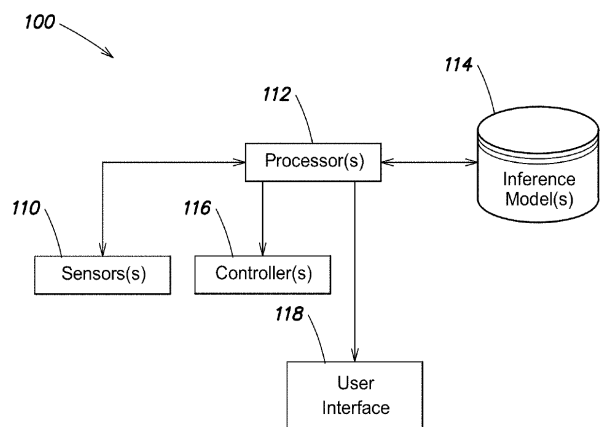 100
112
114
Processor(s)
Inference
Model(s)
110
116
Sensors(s)
Controller(s)
118
User
Interface